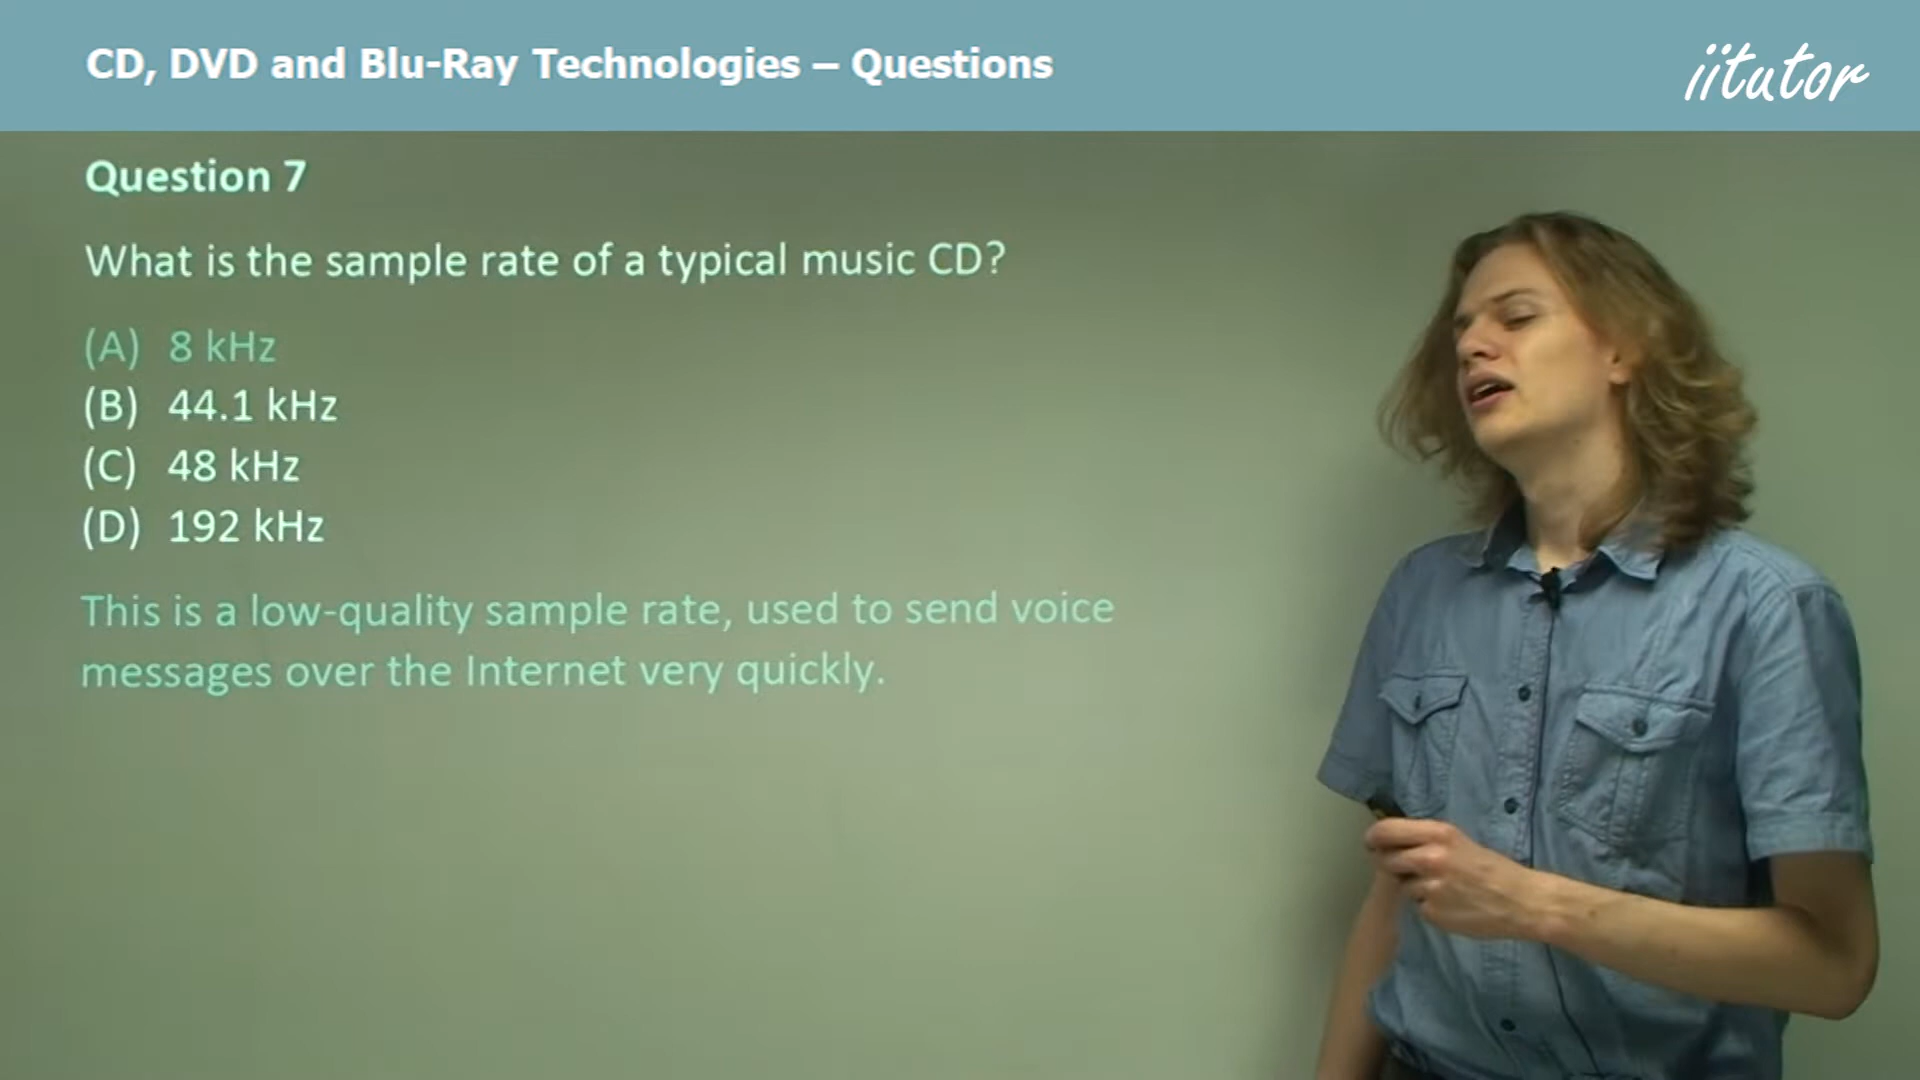 CD, DVD and Blu-Ray Technologies – Questions
iitutor
Question 7
What is the sample rate of a typical music CD?
(A) 8 kHz
(B) 44.1 kHz
(C) 48 kHz
(D) 192 kHz
This is a low-quality sample rate, used to send voice
messages over the Internet very quickly.